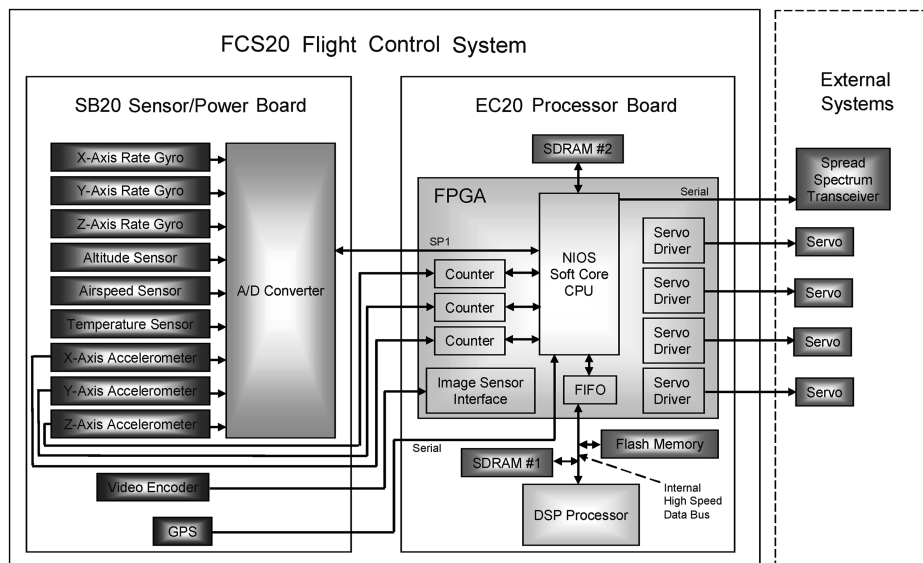 FCS20 Flight Control System
SB20 Sensor/Power Board
X-Axis Rate Gyro
Y-Axis Rate Gyro
Z-Axis Rate Gyro
Altitude Sensor
Airspeed Sensor
Temperature Sensor
X-Axis Accelerometer
Y-Axis Accelerometer
Z-Axis Accelerometer
A/D Converter
Video Encoder
GPS
EC20 Processor Board
SDRAM #2
FPGA
Serial
SP1
NIOS
Soft Core
CPU
Counter
Counter
Counter
Image Sensor
Interface
FIFO
Servo
Driver
Servo
Driver
Servo
Driver
Servo
Driver
Serial
Flash Memory
SDRAM #1
Internal
High Speed
Data Bus
DSP Processor
External
Systems
Spread
Spectrum
Transceiver
Servo
Servo
Servo
Servo